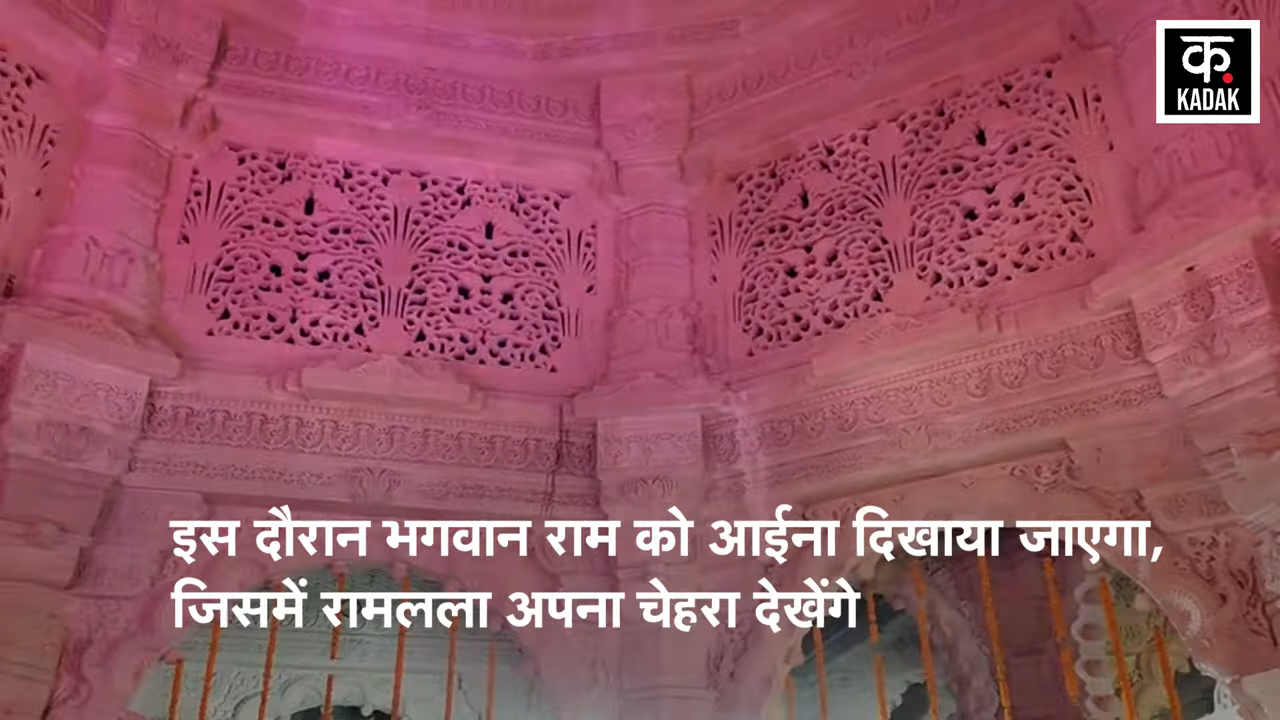 क.
KADAK
इस दौरान भगवान राम को आईना दिखाया जाएगा,
जिसमें रामलला अपना चेहरा देखेंगे